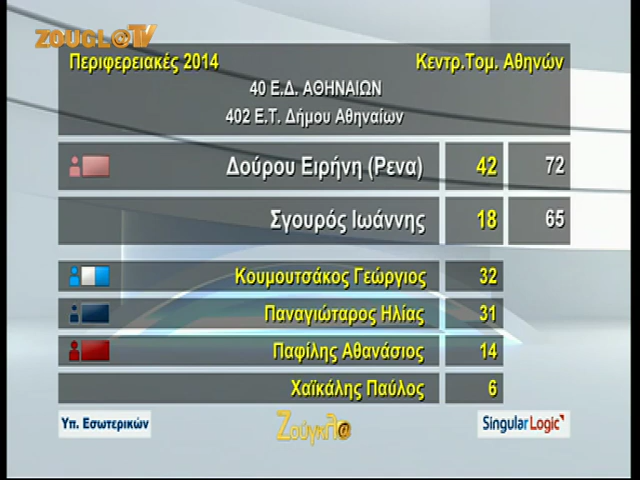 ZOUGL@TV
Περιφερειακές 2014 Κεντρ.Τομ. Αθηνών
40 Ε.Δ. ΑΘΗΝΑΙΩΝ
402 Ε.Τ. Δήμου Αθηναίων
Δούρου Ειρήνη (Ρενα) 42 72
Σγουρός Ιωάννης 18 65
Κουμουτσάκος Γεώργιος 32
Παναγιώταρος Ηλίας 31
Παφίλης Αθανάσιος 14
Χαϊκάλης Παύλος 6
Υπ. Εσωτερικών Ζούγκλ@ SingularLogic